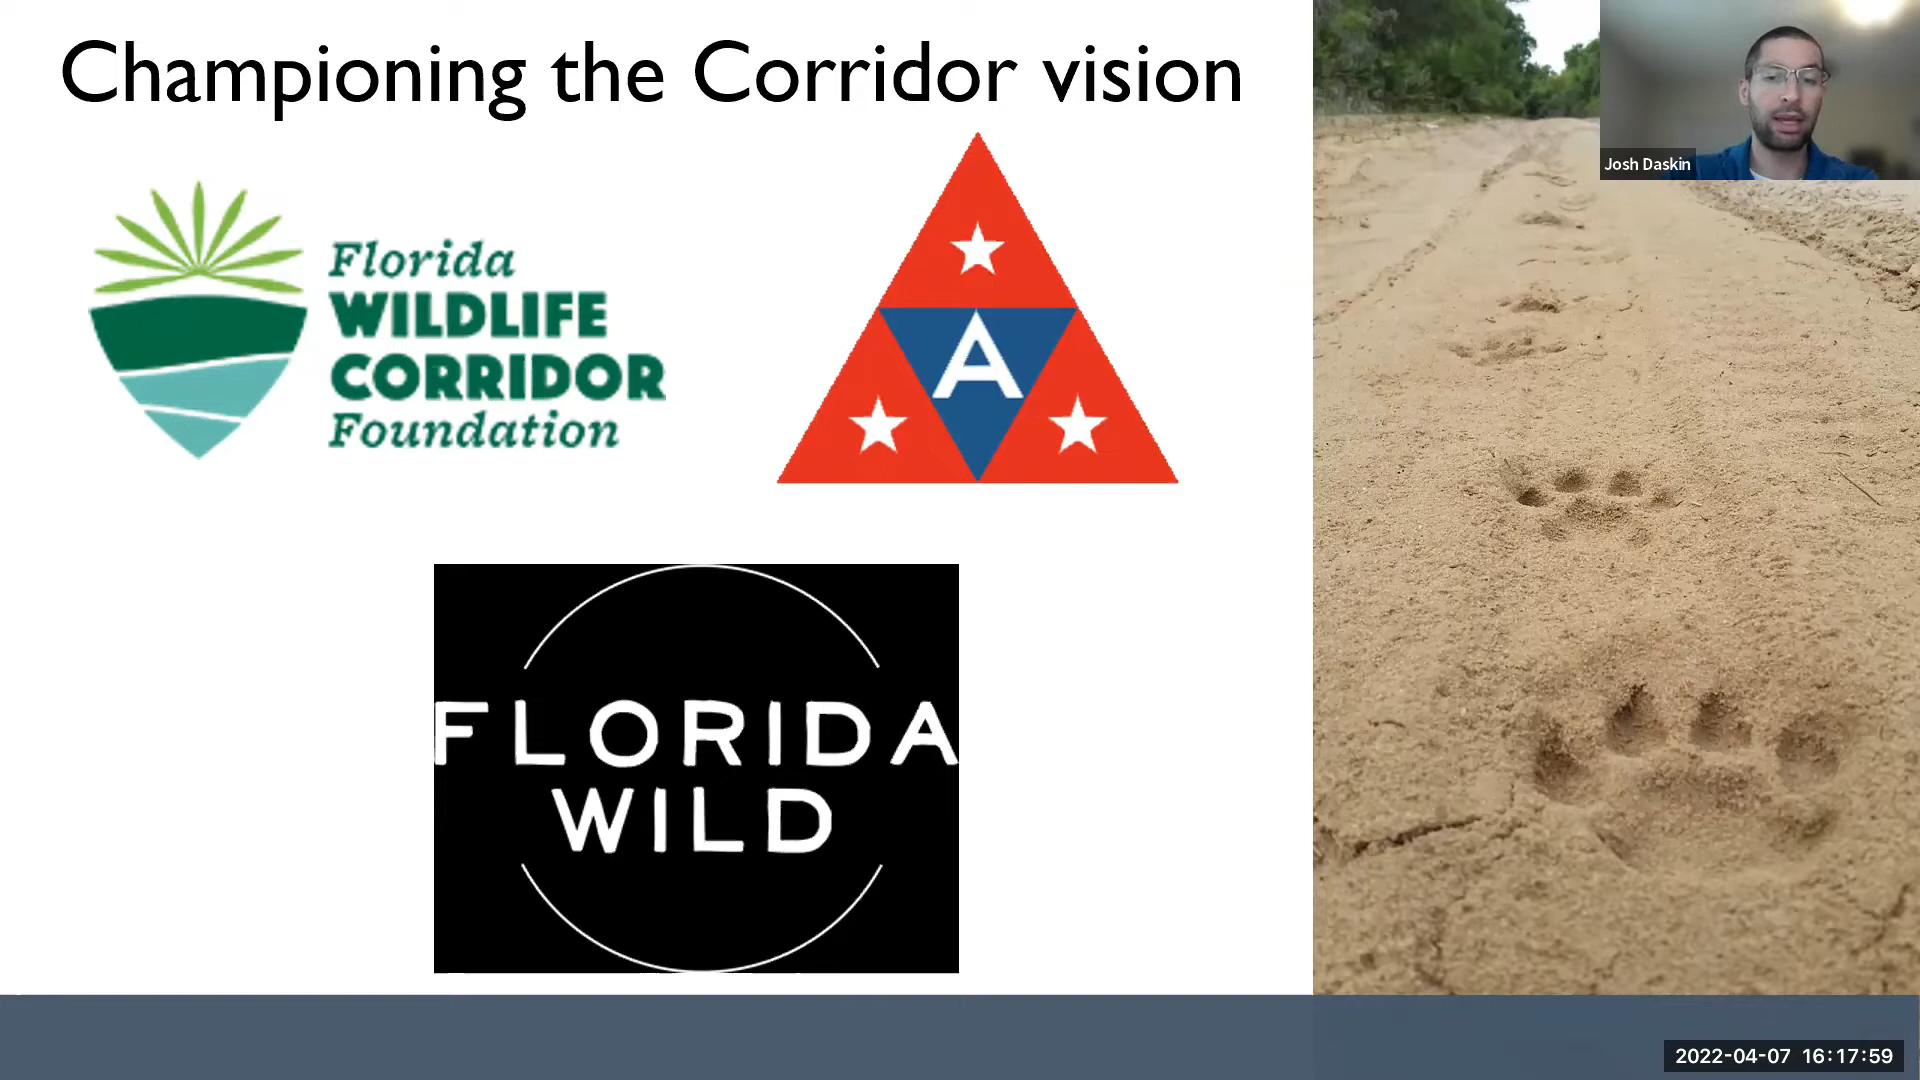 Championing the Corridor vision
Josh Daskin
Florida
WILDLIFE
CORRIDOR
Foundation
A
FLORIDA
WILD
2022-04-07 16:17:59